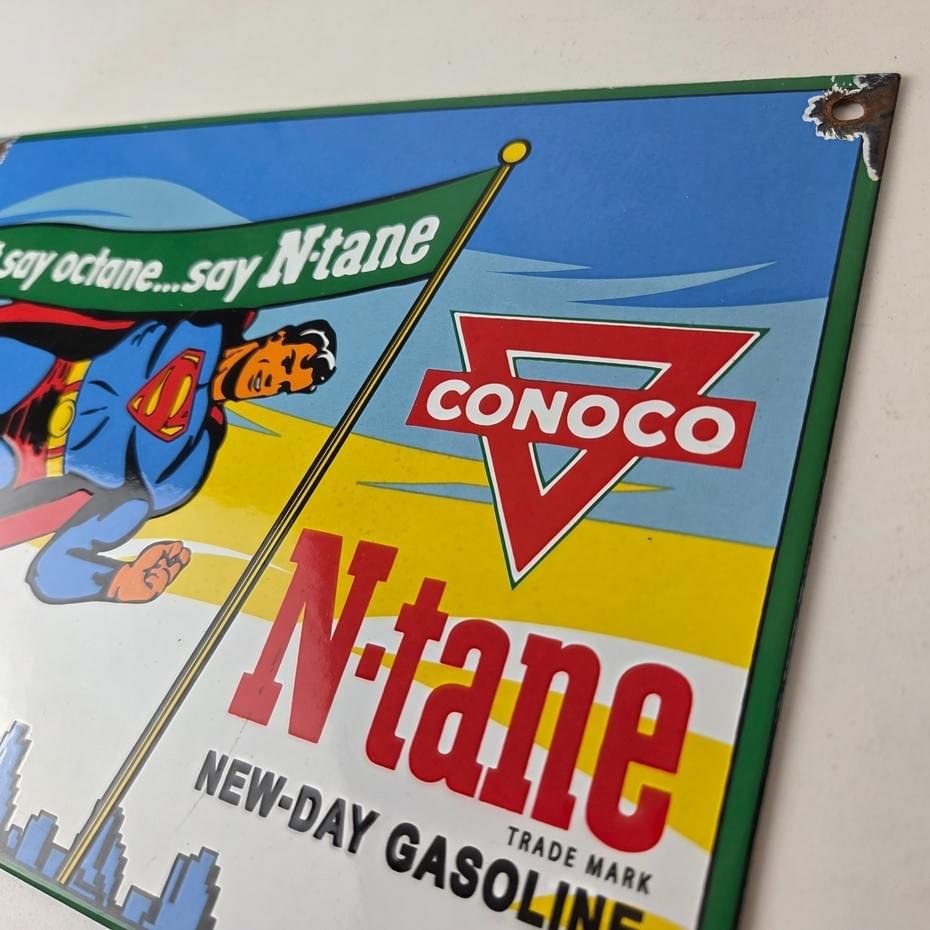 say octane...say N-tane
CONOCO
N-tane
NEW-DAY GASOLINE
TRADE MARK